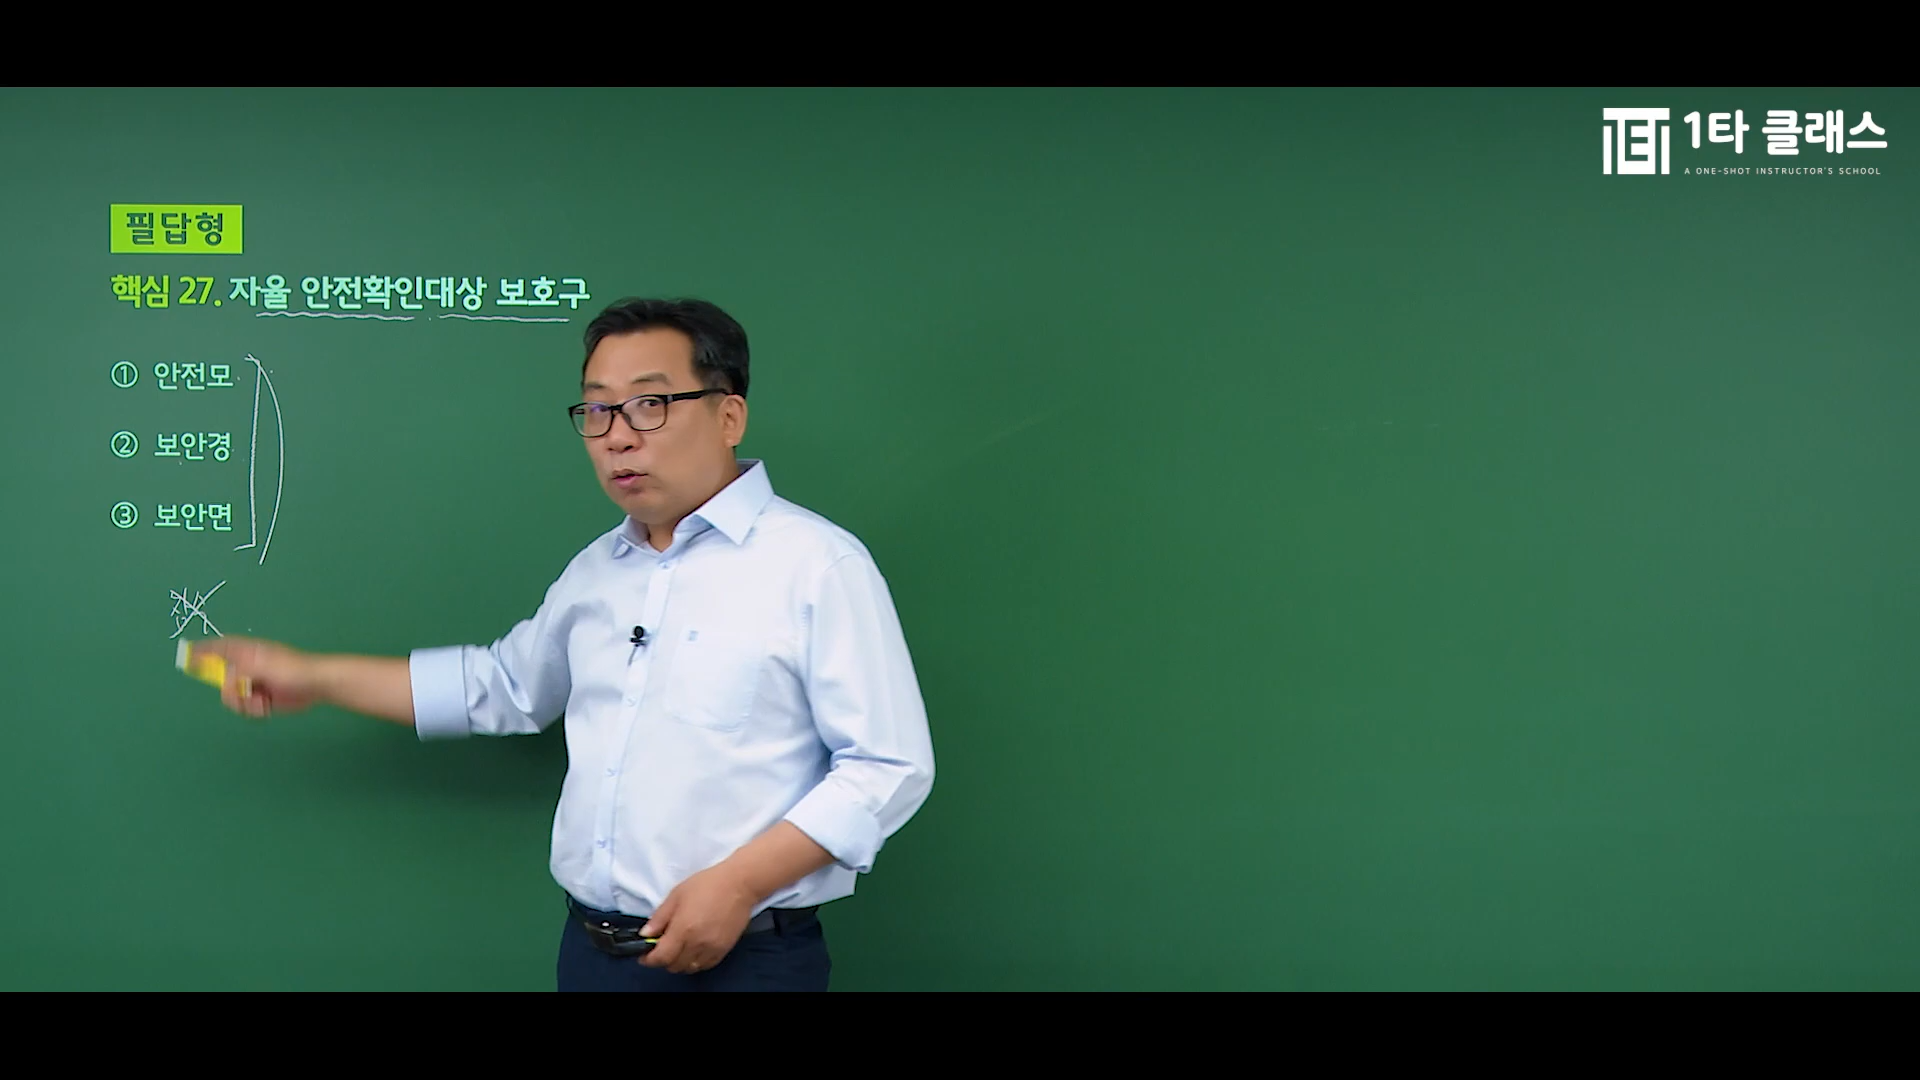 1타 클래스
A ONE-SHOT INSTRUCTOR'S SCHOOL
필답형
핵심 27. 자율 안전확인대상 보호구
① 안전모
② 보안경
③ 보안면